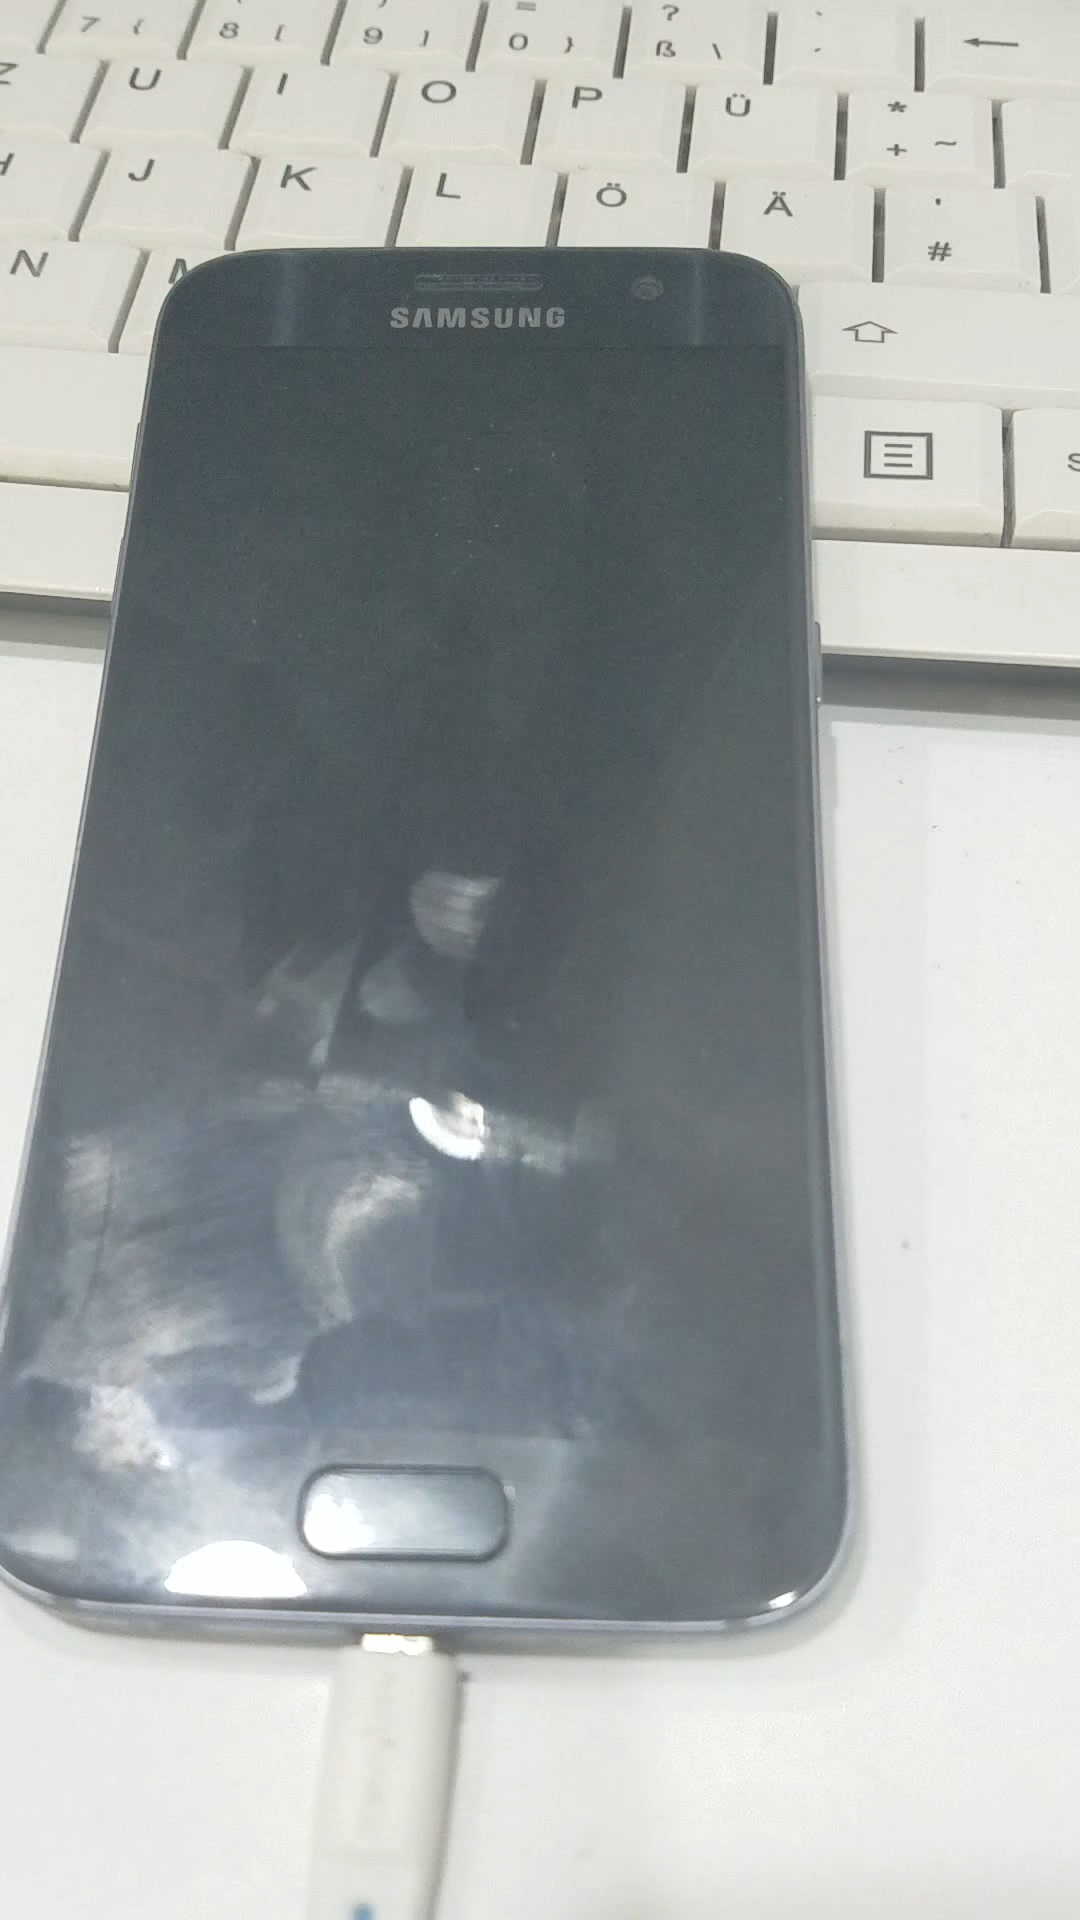 7 {
8 [
9 ]
=
0 }
?
ß \
`
´
←
Z
U
I
O
P
Ü
*
+ ~
H
J
K
L
Ö
Ä
'
#
N
M
SAMSUNG
S